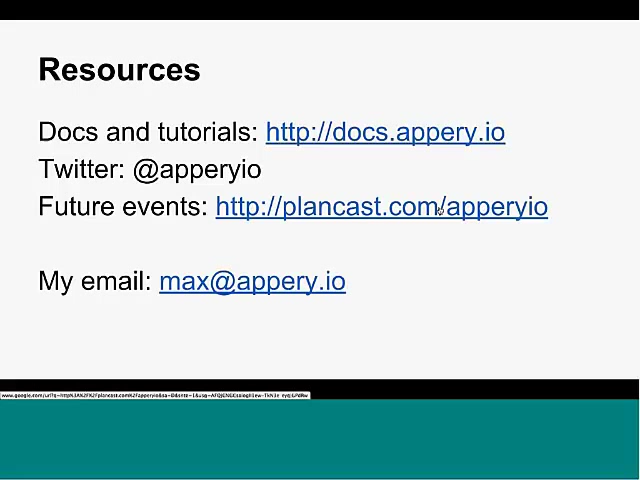 Resources
Docs and tutorials: http://docs.appery.io
Twitter: @apperyio
Future events: http://plancast.com/apperyio
My email: max@appery.io